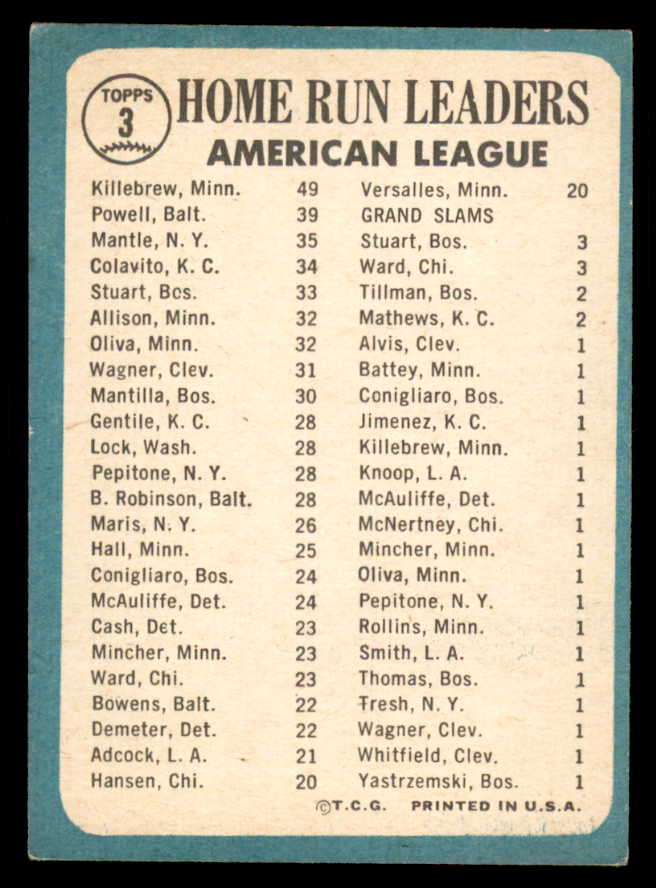 TOPPS
3
HOME RUN LEADERS
AMERICAN LEAGUE
Killebrew, Minn. 49
Powell, Balt. 39
Mantle, N. Y. 35
Colavito, K. C. 34
Stuart, Bos. 33
Allison, Minn. 32
Oliva, Minn. 32
Wagner, Clev. 31
Mantilla, Bos. 30
Gentile, K. C. 28
Lock, Wash. 28
Pepitone, N. Y. 28
B. Robinson, Balt. 28
Maris, N. Y. 26
Hall, Minn. 25
Conigliaro, Bos. 24
McAuliffe, Det. 24
Cash, Det. 23
Mincher, Minn. 23
Ward, Chi. 23
Bowens, Balt. 22
Demeter, Det. 22
Adcock, L. A. 21
Hansen, Chi. 20
Versalles, Minn. 20
GRAND SLAMS
Stuart, Bos. 3
Ward, Chi. 3
Tillman, Bos. 2
Mathews, K. C. 2
Alvis, Clev. 1
Battey, Minn. 1
Conigliaro, Bos. 1
Jimenez, K. C. 1
Killebrew, Minn. 1
Knoop, L. A. 1
McAuliffe, Det. 1
McNertney, Chi. 1
Mincher, Minn. 1
Oliva, Minn. 1
Pepitone, N. Y. 1
Rollins, Minn. 1
Smith, L. A. 1
Thomas, Bos. 1
Tresh, N. Y. 1
Wagner, Clev. 1
Whitfield, Clev. 1
Yastrzemski, Bos. 1
©T.C.G. PRINTED IN U.S.A.